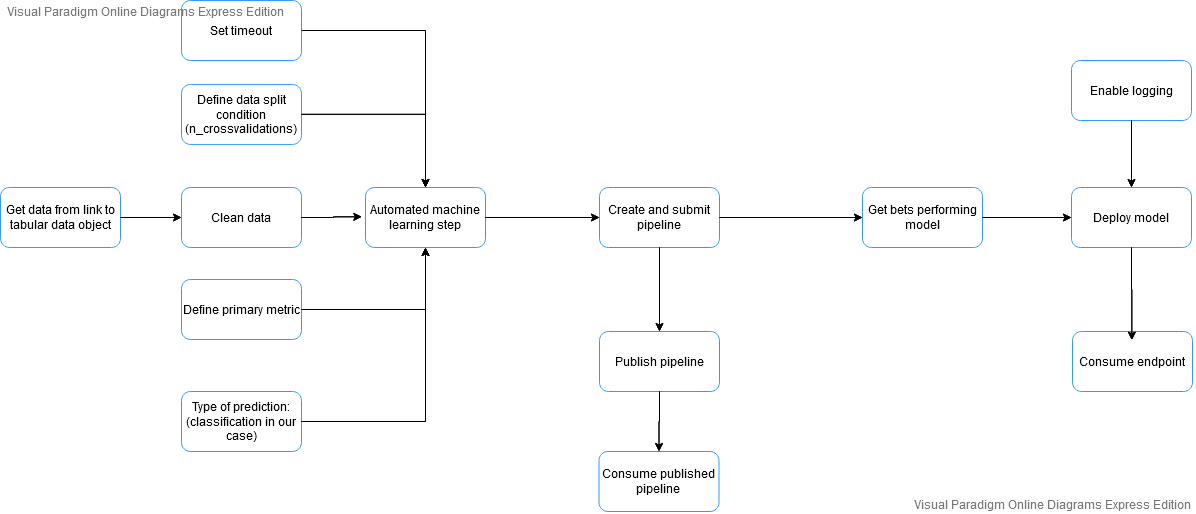 Visual Paradigm Online Diagrams Express Edition
Set timeout
Define data split
condition
(n_crossvalidations)
Enable logging
Get data from link to
tabular data object
Clean data
Automated machine
learning step
Create and submit
pipeline
Get bets performing
model
Deploy model
Define primary metric
Publish pipeline
Consume endpoint
Type of prediction:
(classification in our
case)
Consume published
pipeline
Visual Paradigm Online Diagrams Express Edition